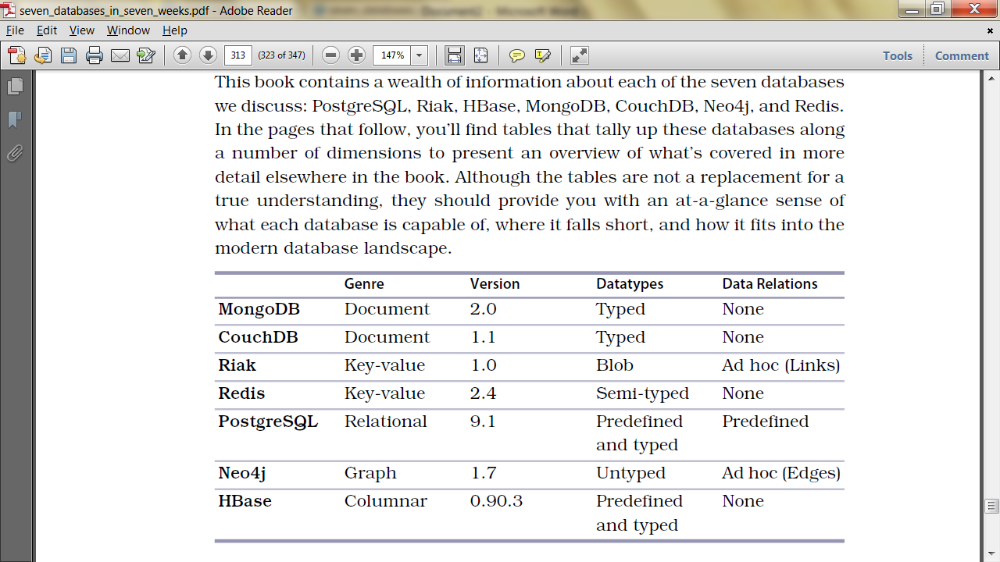 seven_databases_in_seven_weeks.pdf - Adobe Reader
File Edit View Window Help
313 (323 of 347) 147% Tools Comment
This book contains a wealth of information about each of the seven databases
we discuss: PostgreSQL, Riak, HBase, MongoDB, CouchDB, Neo4j, and Redis.
In the pages that follow, you'll find tables that tally up these databases along
a number of dimensions to present an overview of what's covered in more
detail elsewhere in the book. Although the tables are not a replacement for a
true understanding, they should provide you with an at-a-glance sense of
what each database is capable of, where it falls short, and how it fits into the
modern database landscape.
Genre Version Datatypes Data Relations
MongoDB Document 2.0 Typed None
CouchDB Document 1.1 Typed None
Riak Key-value 1.0 Blob Ad hoc (Links)
Redis Key-value 2.4 Semi-typed None
PostgreSQL Relational 9.1 Predefined Predefined
and typed
Neo4j Graph 1.7 Untyped Ad hoc (Edges)
HBase Columnar 0.90.3 Predefined None
and typed